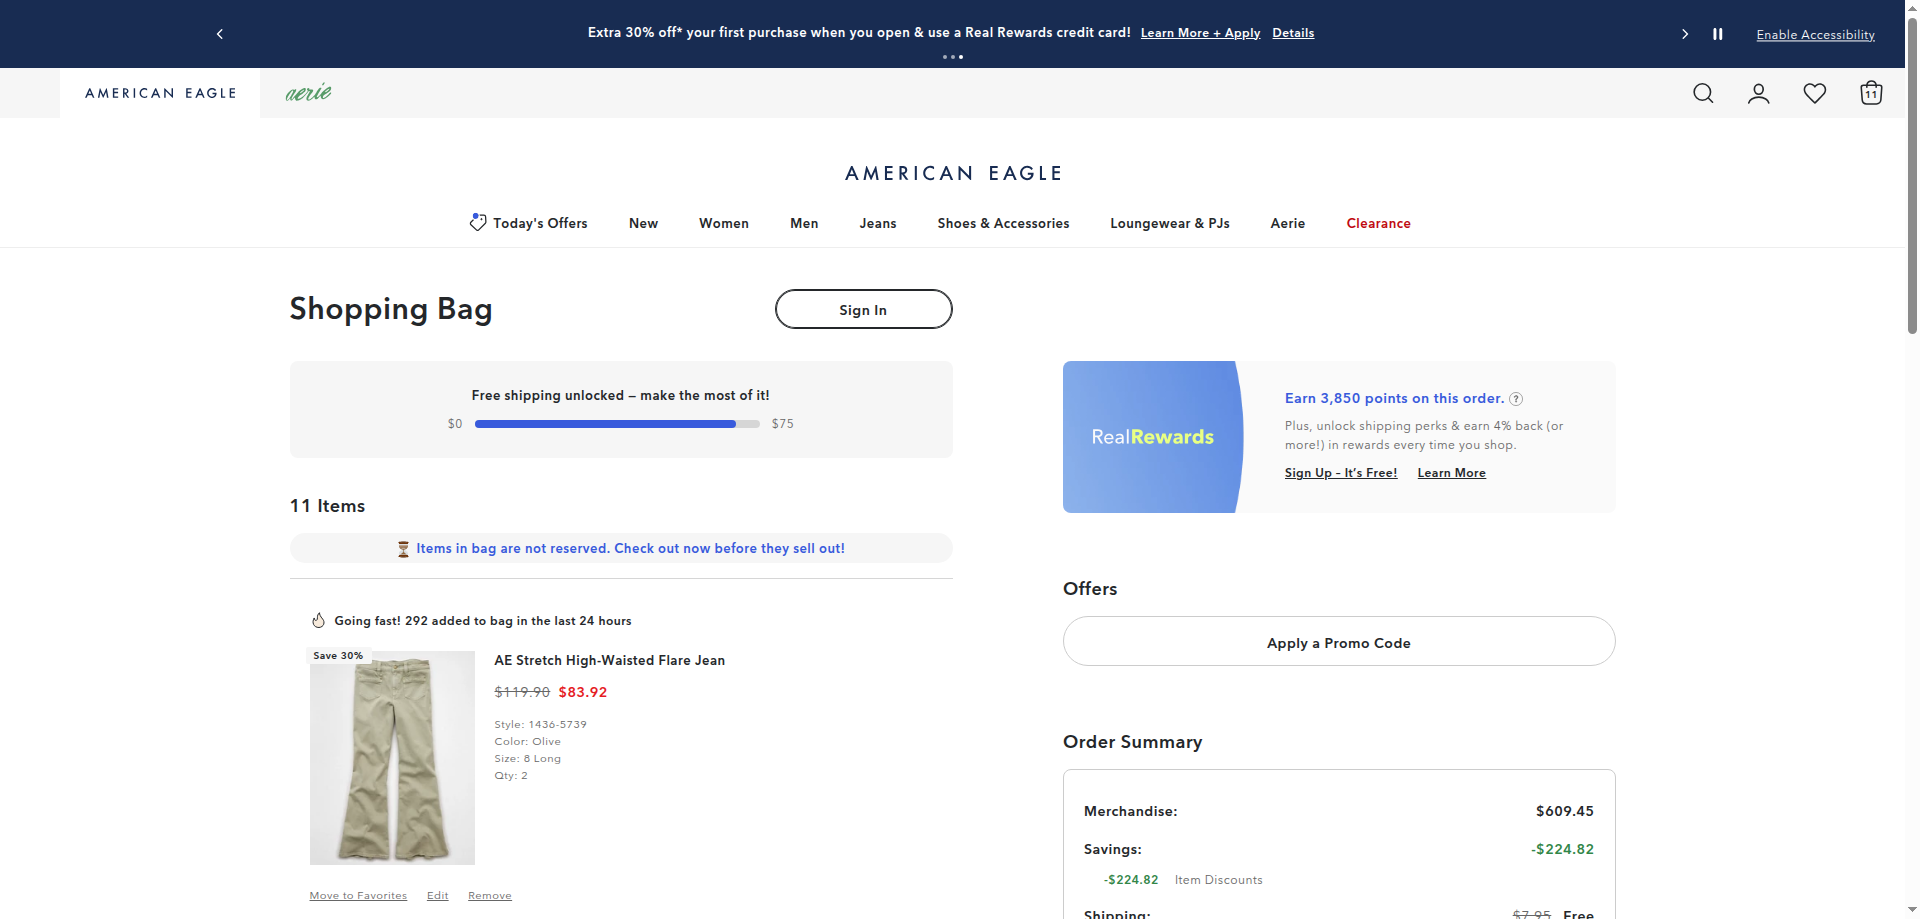 Extra 30% off* your first purchase when you open & use a Real Rewards credit card! Learn More + Apply Details
Enable Accessibility
AMERICAN EAGLE
aerie
11
AMERICAN EAGLE
Today's Offers New Women Men Jeans Shoes & Accessories Loungewear & PJs Aerie Clearance
Shopping Bag
Sign In
Free shipping unlocked – make the most of it!
$0 $75
11 Items
Items in bag are not reserved. Check out now before they sell out!
Going fast! 292 added to bag in the last 24 hours
Save 30%
AE Stretch High-Waisted Flare Jean
$119.90 $83.92
Style: 1436-5739
Color: Olive
Size: 8 Long
Qty: 2
Move to Favorites Edit Remove
RealRewards
Earn 3,850 points on this order. ?
Plus, unlock shipping perks & earn 4% back (or
more!) in rewards every time you shop.
Sign Up – It's Free! Learn More
Offers
Apply a Promo Code
Order Summary
Merchandise: $609.45
Savings: -$224.82
-$224.82 Item Discounts
Shipping: $7.95 Free